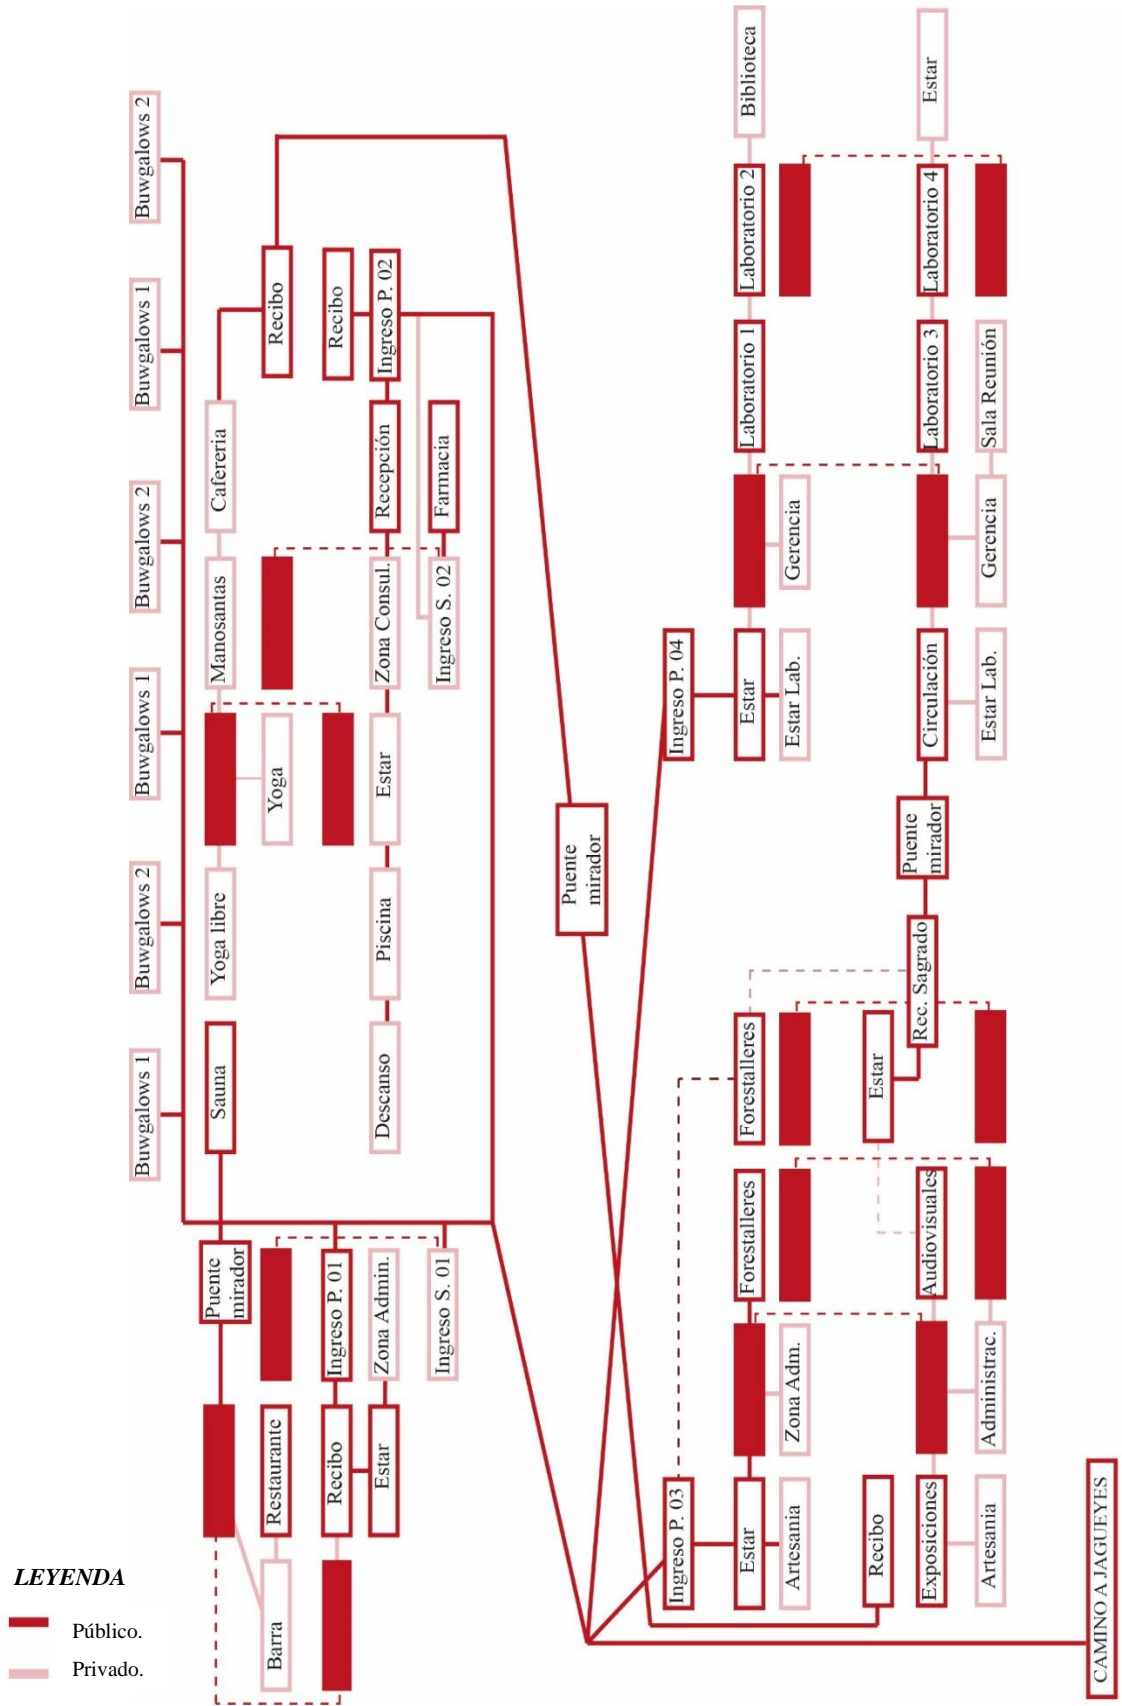 Buwgalows 1
Buwgalows 2
Buwgalows 1
Buwgalows 2
Buwgalows 1
Buwgalows 2
Puente
mirador
Sauna
Yoga libre
Manosantas
Cafereria
Barra
Restaurante
Yoga
Recibo
Recibo
Ingreso P. 01
Recibo
Estar
Zona Admin.
Descanso
Piscina
Estar
Zona Consul.
Recepción
Ingreso P. 02
Ingreso S. 01
Ingreso S. 02
Farmacia
Puente
mirador
Ingreso P. 03
Ingreso P. 04
Estar
Forestalleres
Forestalleres
Estar
Laboratorio 1
Laboratorio 2
Biblioteca
Artesania
Zona Adm.
Estar Lab.
Gerencia
Recibo
Estar
Exposiciones
Audiovisuales
Rec. Sagrado
Puente
mirador
Circulación
Laboratorio 3
Laboratorio 4
Estar
Artesania
Administrac.
Estar Lab.
Gerencia
Sala Reunión
CAMINO A JAGUEYES
LEYENDA
Público.
Privado.